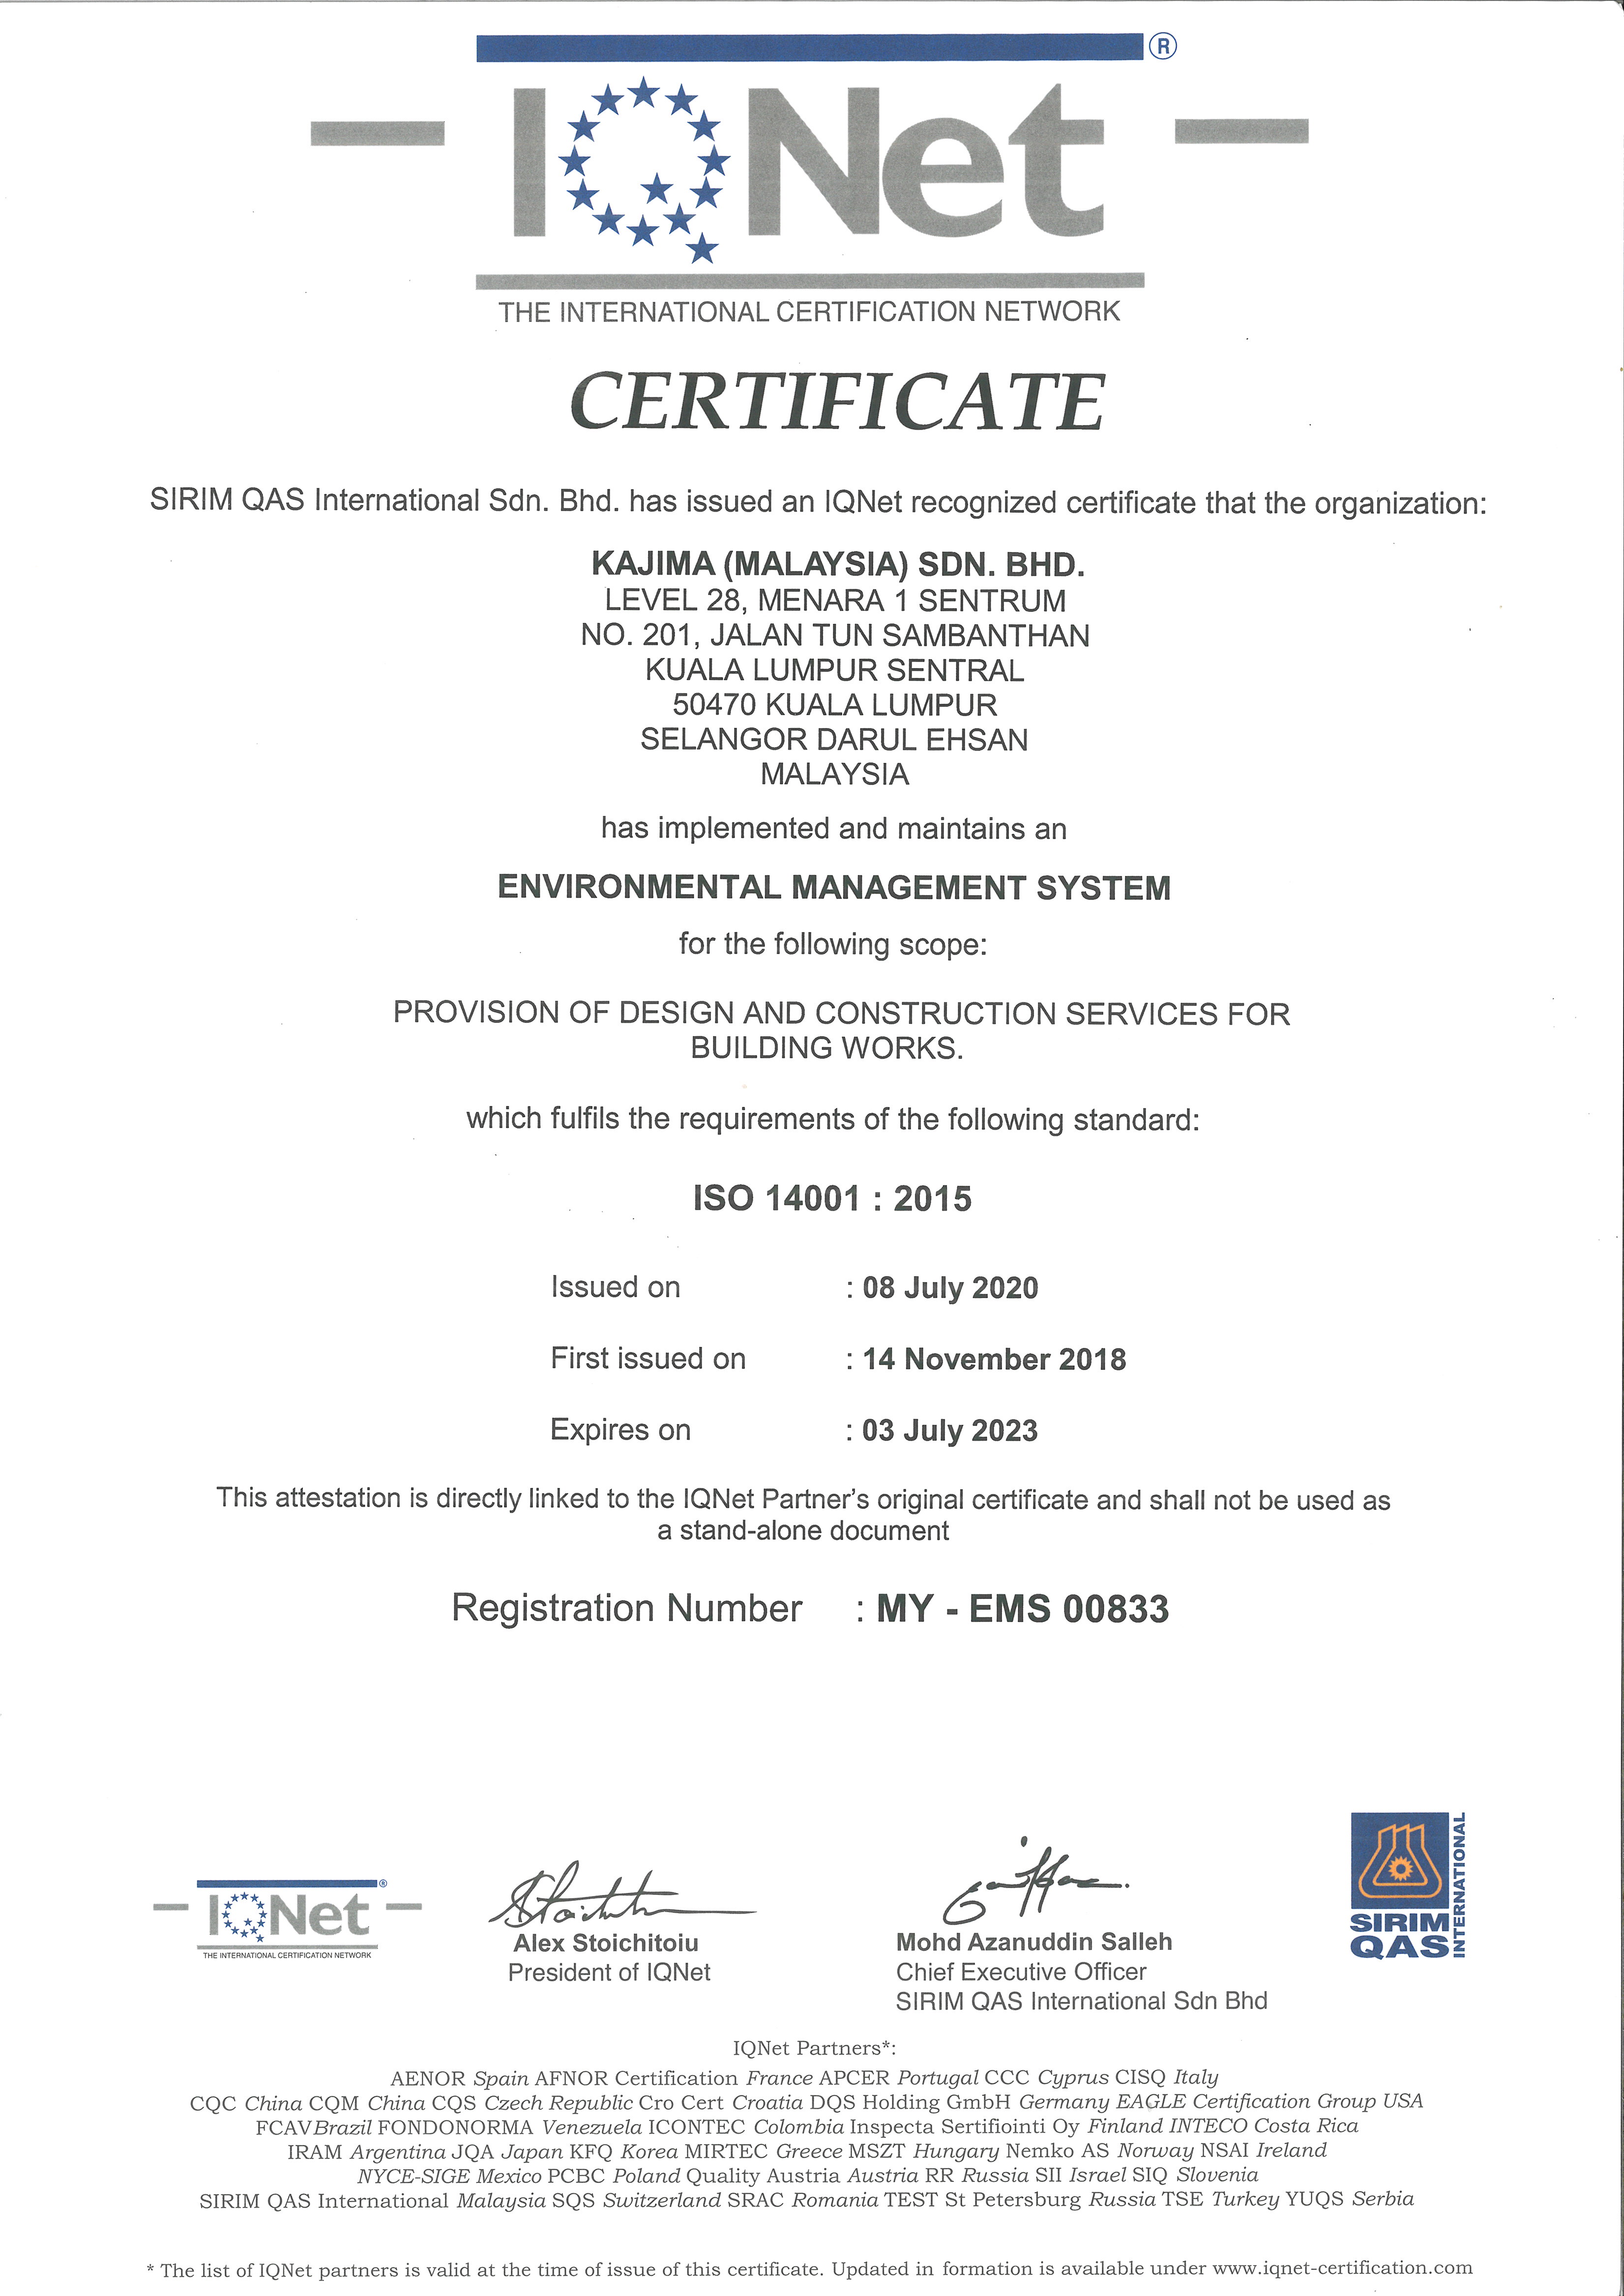 ®
IQNet
THE INTERNATIONAL CERTIFICATION NETWORK
CERTIFICATE
SIRIM QAS International Sdn. Bhd. has issued an IQNet recognized certificate that the organization:
KAJIMA (MALAYSIA) SDN. BHD.
LEVEL 28, MENARA 1 SENTRUM
NO. 201, JALAN TUN SAMBANTHAN
KUALA LUMPUR SENTRAL
50470 KUALA LUMPUR
SELANGOR DARUL EHSAN
MALAYSIA
has implemented and maintains an
ENVIRONMENTAL MANAGEMENT SYSTEM
for the following scope:
PROVISION OF DESIGN AND CONSTRUCTION SERVICES FOR
BUILDING WORKS.
which fulfils the requirements of the following standard:
ISO 14001 : 2015
Issued on : 08 July 2020
First issued on : 14 November 2018
Expires on : 03 July 2023
This attestation is directly linked to the IQNet Partner's original certificate and shall not be used as
a stand-alone document
Registration Number : MY - EMS 00833
IQNet ®
THE INTERNATIONAL CERTIFICATION NETWORK
Alex Stoichitoiu
President of IQNet
Mohd Azanuddin Salleh
Chief Executive Officer
SIRIM QAS International Sdn Bhd
SIRIM
QAS
INTERNATIONAL
IQNet Partners*:
AENOR Spain AFNOR Certification France APCER Portugal CCC Cyprus CISQ Italy
CQC China CQM China CQS Czech Republic Cro Cert Croatia DQS Holding GmbH Germany EAGLE Certification Group USA
FCAVBrazil FONDONORMA Venezuela ICONTEC Colombia Inspecta Sertifiointi Oy Finland INTECO Costa Rica
IRAM Argentina JQA Japan KFQ Korea MIRTEC Greece MSZT Hungary Nemko AS Norway NSAI Ireland
NYCE-SIGE Mexico PCBC Poland Quality Austria Austria RR Russia SII Israel SIQ Slovenia
SIRIM QAS International Malaysia SQS Switzerland SRAC Romania TEST St Petersburg Russia TSE Turkey YUQS Serbia
* The list of IQNet partners is valid at the time of issue of this certificate. Updated in formation is available under www.iqnet-certification.com